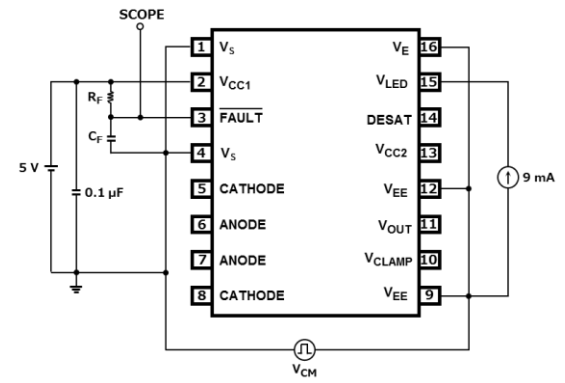 SCOPE
1 VS
2 VCC1
3 FAULT
4 VS
5 CATHODE
6 ANODE
7 ANODE
8 CATHODE
VE 16
VLED 15
DESAT 14
VCC2 13
VEE 12
VOUT 11
VCLAMP 10
VEE 9
RF
CF
5 V
0.1 µF
9 mA
VCM